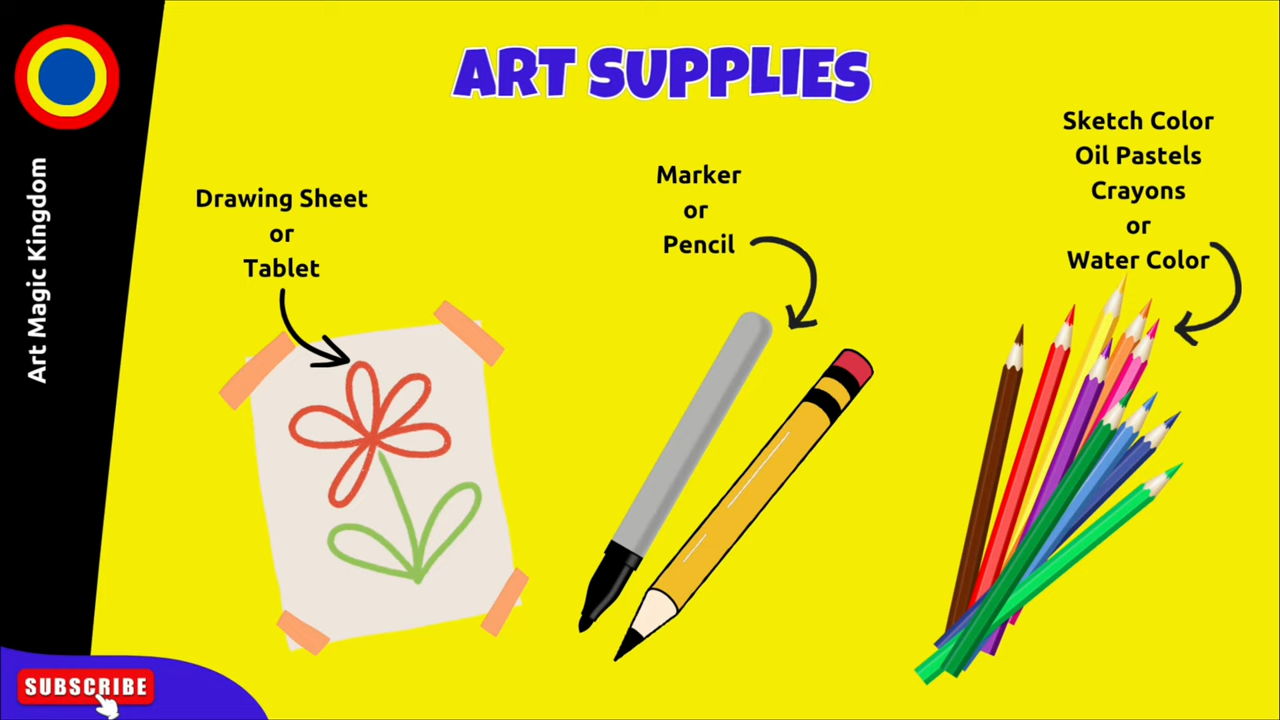 ART SUPPLIES
Art Magic Kingdom
Drawing Sheet
or
Tablet
Marker
or
Pencil
Sketch Color
Oil Pastels
Crayons
or
Water Color
SUBSCRIBE